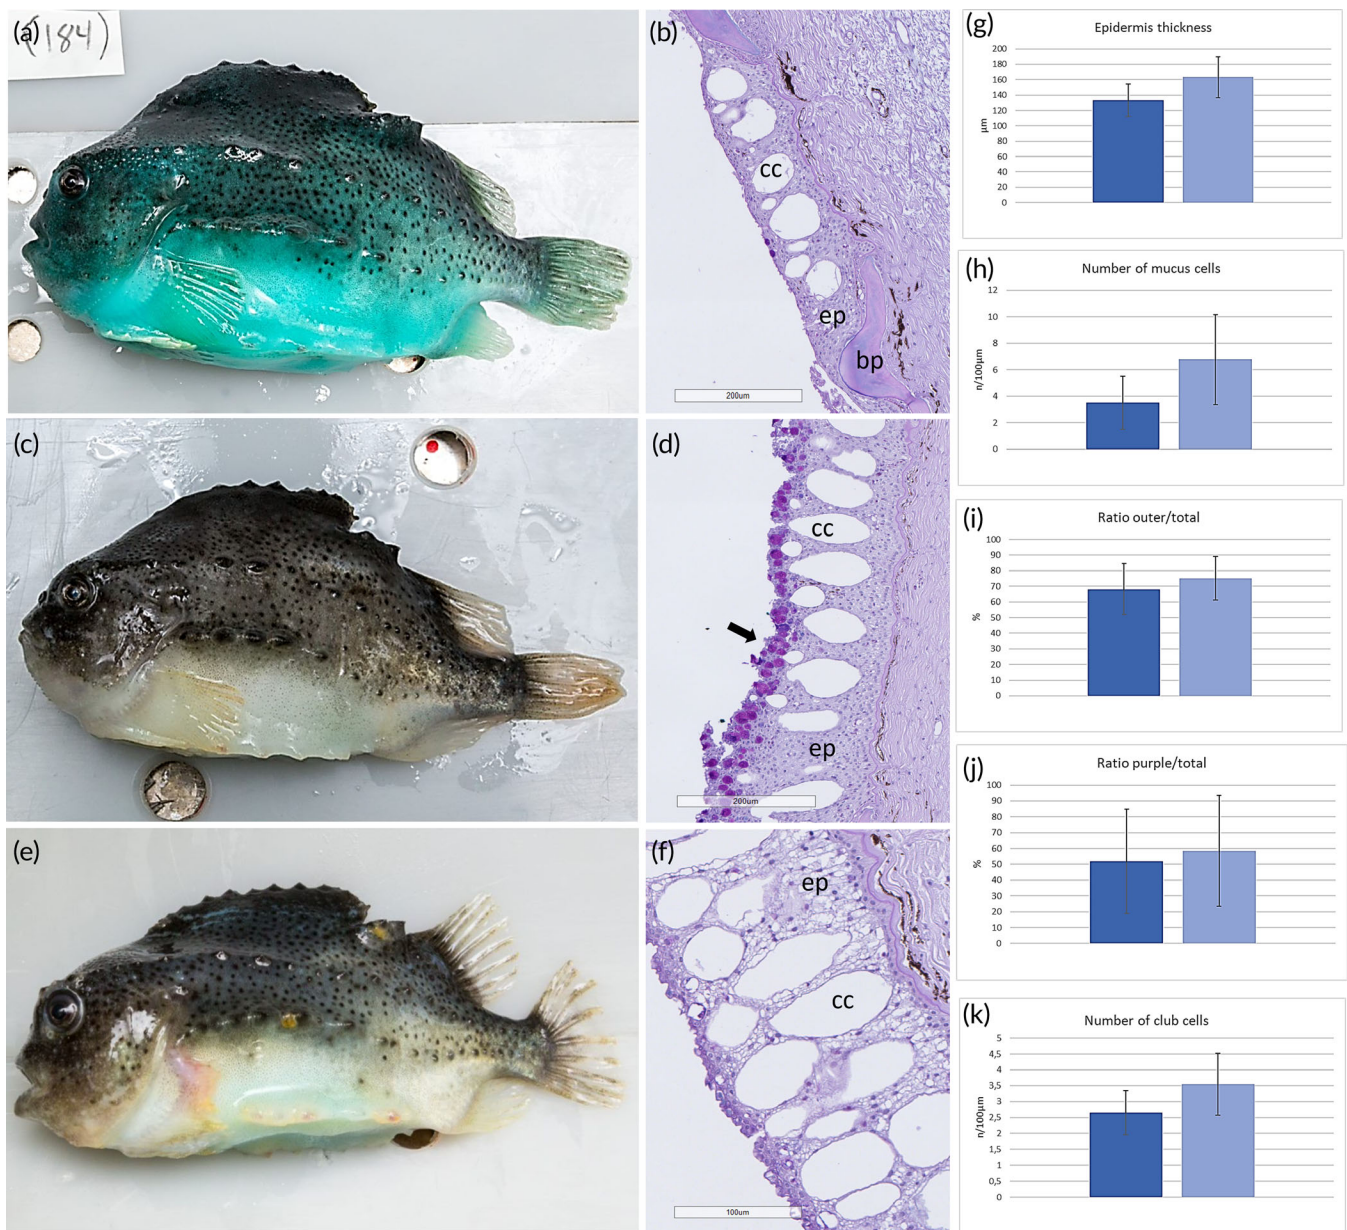 (a)
(184)
(b)
cc
ep
bp
200um
(c)
(d)
cc
ep
200um
(e)
(f)
ep
cc
100um
(g)
Epidermis thickness
200
180
160
140
120
100
80
60
40
20
0
µm
(h)
Number of mucus cells
12
10
8
6
4
2
0
n/100µm
(i)
Ratio outer/total
100
90
80
70
60
50
40
30
20
10
0
%
(j)
Ratio purple/total
100
90
80
70
60
50
40
30
20
10
0
%
(k)
Number of club cells
5
4,5
4
3,5
3
2,5
2
1,5
1
0,5
0
n/100µm